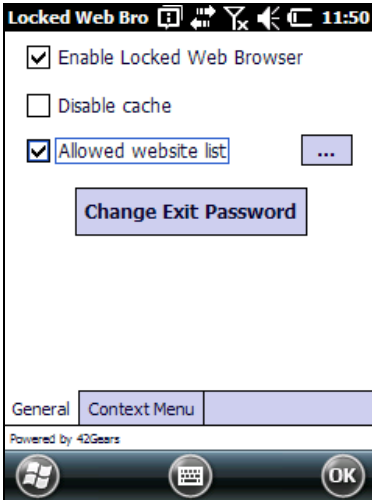 Locked Web Bro 11:50
Enable Locked Web Browser
Disable cache
Allowed website list ...
Change Exit Password
General Context Menu
Powered by 42Gears
OK